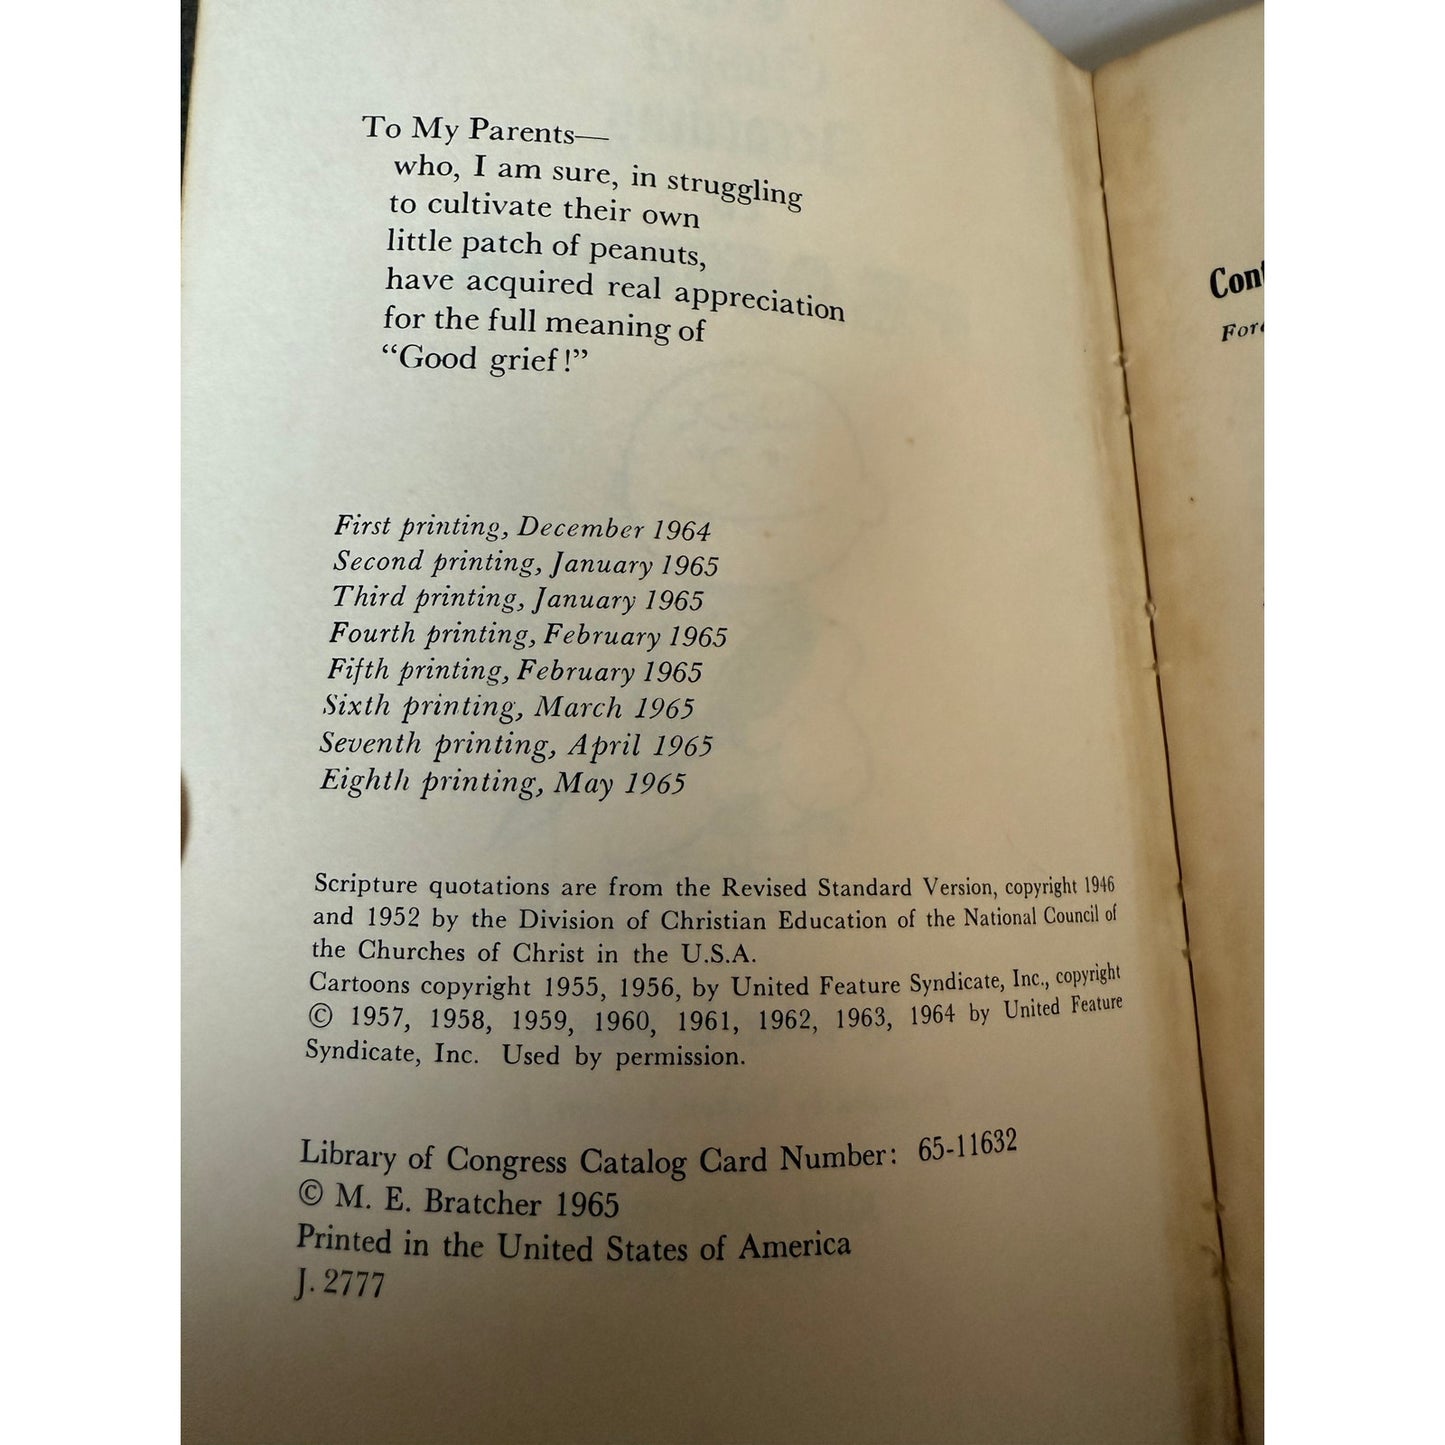 To My Parents—
who, I am sure, in struggling
to cultivate their own
little patch of peanuts,
have acquired real appreciation
for the full meaning of
“Good grief!”
First printing, December 1964
Second printing, January 1965
Third printing, January 1965
Fourth printing, February 1965
Fifth printing, February 1965
Sixth printing, March 1965
Seventh printing, April 1965
Eighth printing, May 1965
Scripture quotations are from the Revised Standard Version, copyright 1946
and 1952 by the Division of Christian Education of the National Council of
the Churches of Christ in the U.S.A.
Cartoons copyright 1955, 1956, by United Feature Syndicate, Inc., copyright
© 1957, 1958, 1959, 1960, 1961, 1962, 1963, 1964 by United Feature
Syndicate, Inc. Used by permission.
Library of Congress Catalog Card Number: 65-11632
© M. E. Bratcher 1965
Printed in the United States of America
J. 2777
Cont
Fore